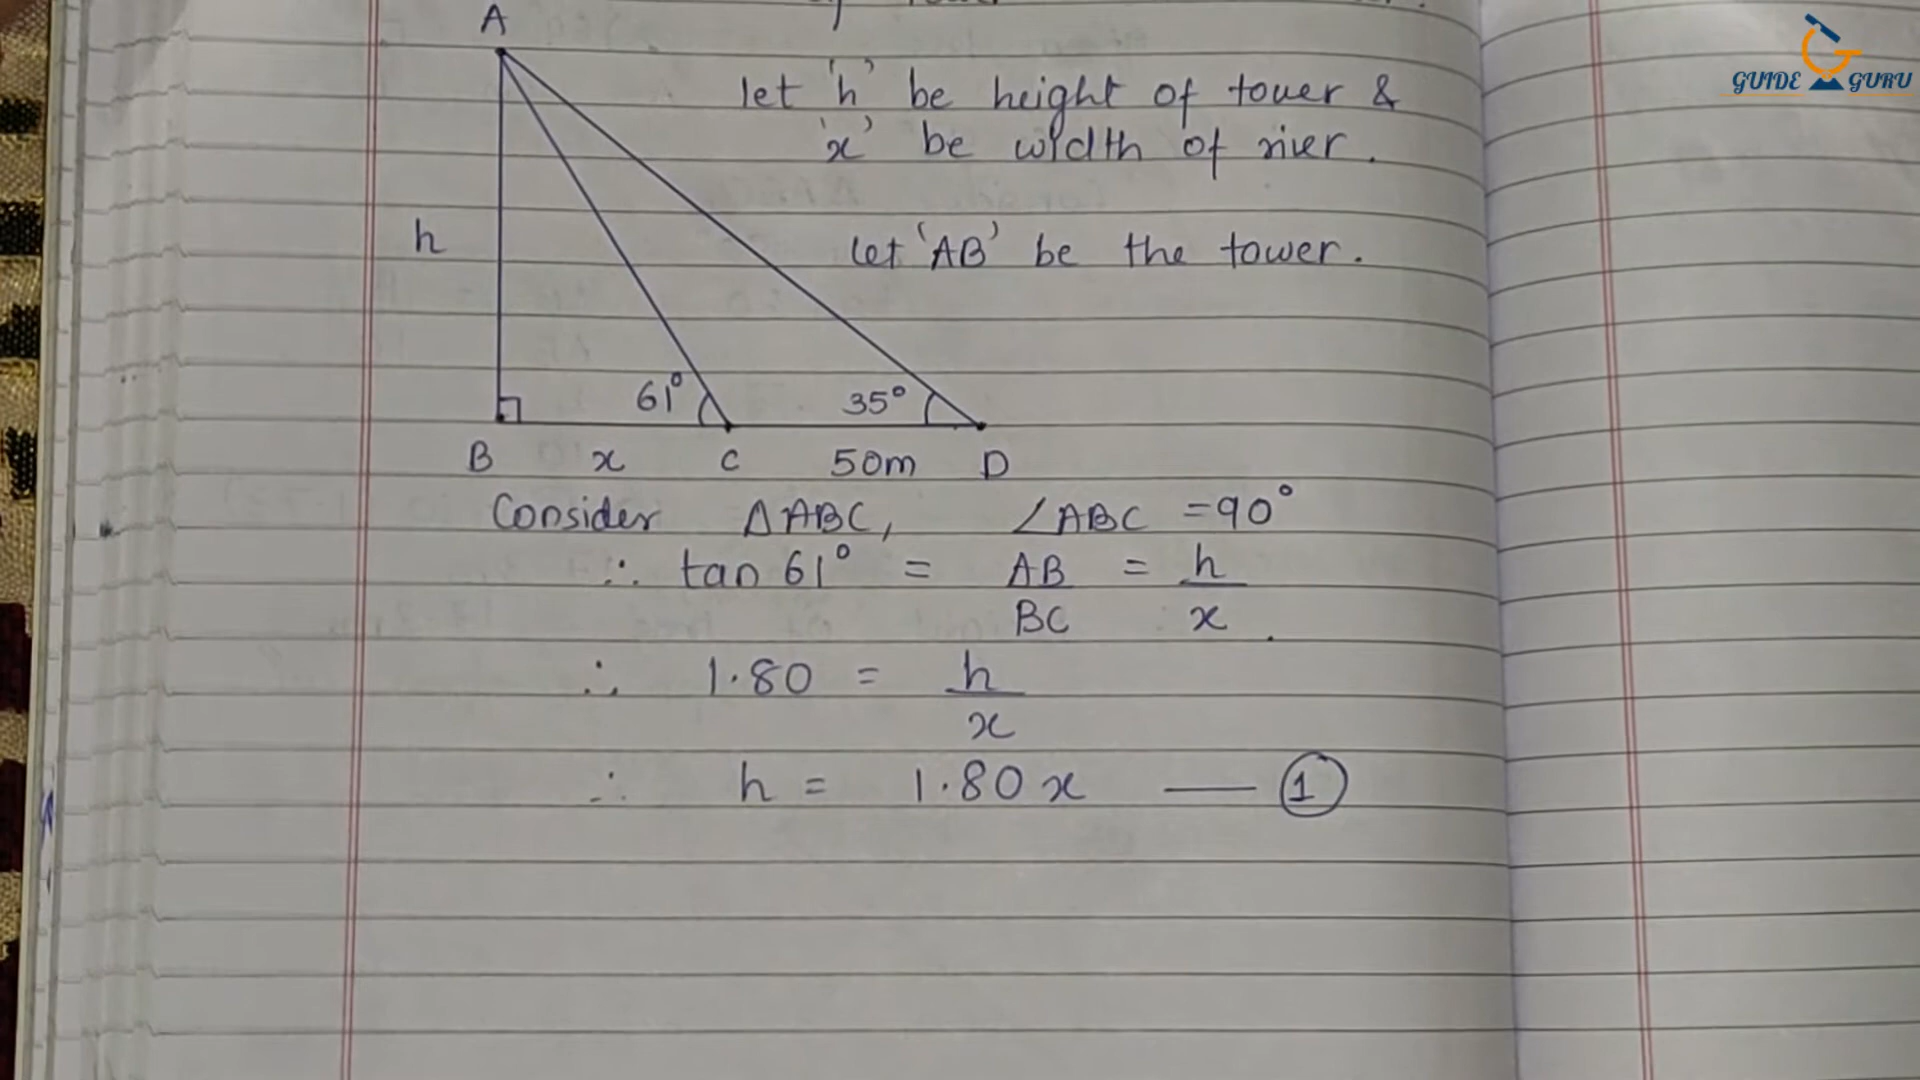 A
let 'h' be height of tower &
'x' be width of river.
h
let 'AB' be the tower.
61° 35°
B x C 50m D
Consider ΔABC, ∠ABC = 90°
∴ tan 61° = AB/BC = h/x
∴ 1.80 = h/x
∴ h = 1.80x — ①
GUIDE GURU